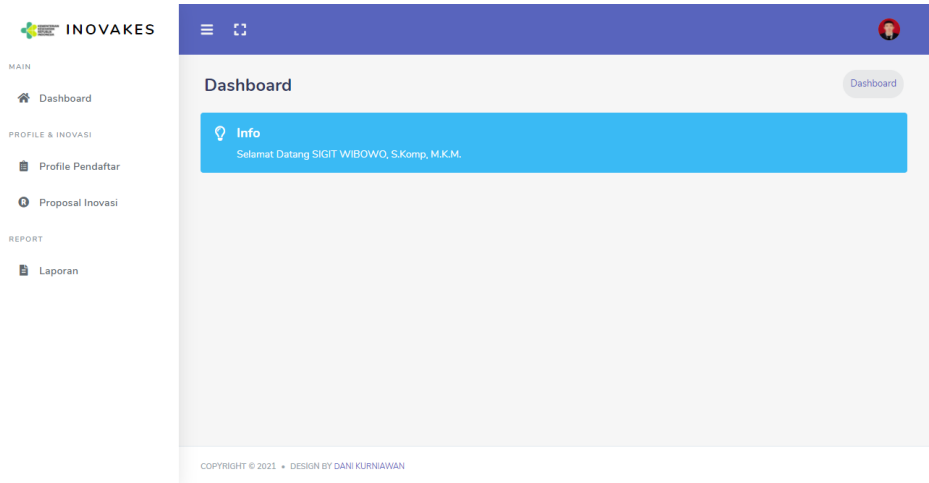 INOVAKES
MAIN
Dashboard
PROFILE & INOVASI
Profile Pendaftar
Proposal Inovasi
REPORT
Laporan
Dashboard
Dashboard
Info
Selamat Datang SIGIT WIBOWO, S.Komp, M.K.M.
COPYRIGHT © 2021 • DESIGN BY DANI KURNIAWAN